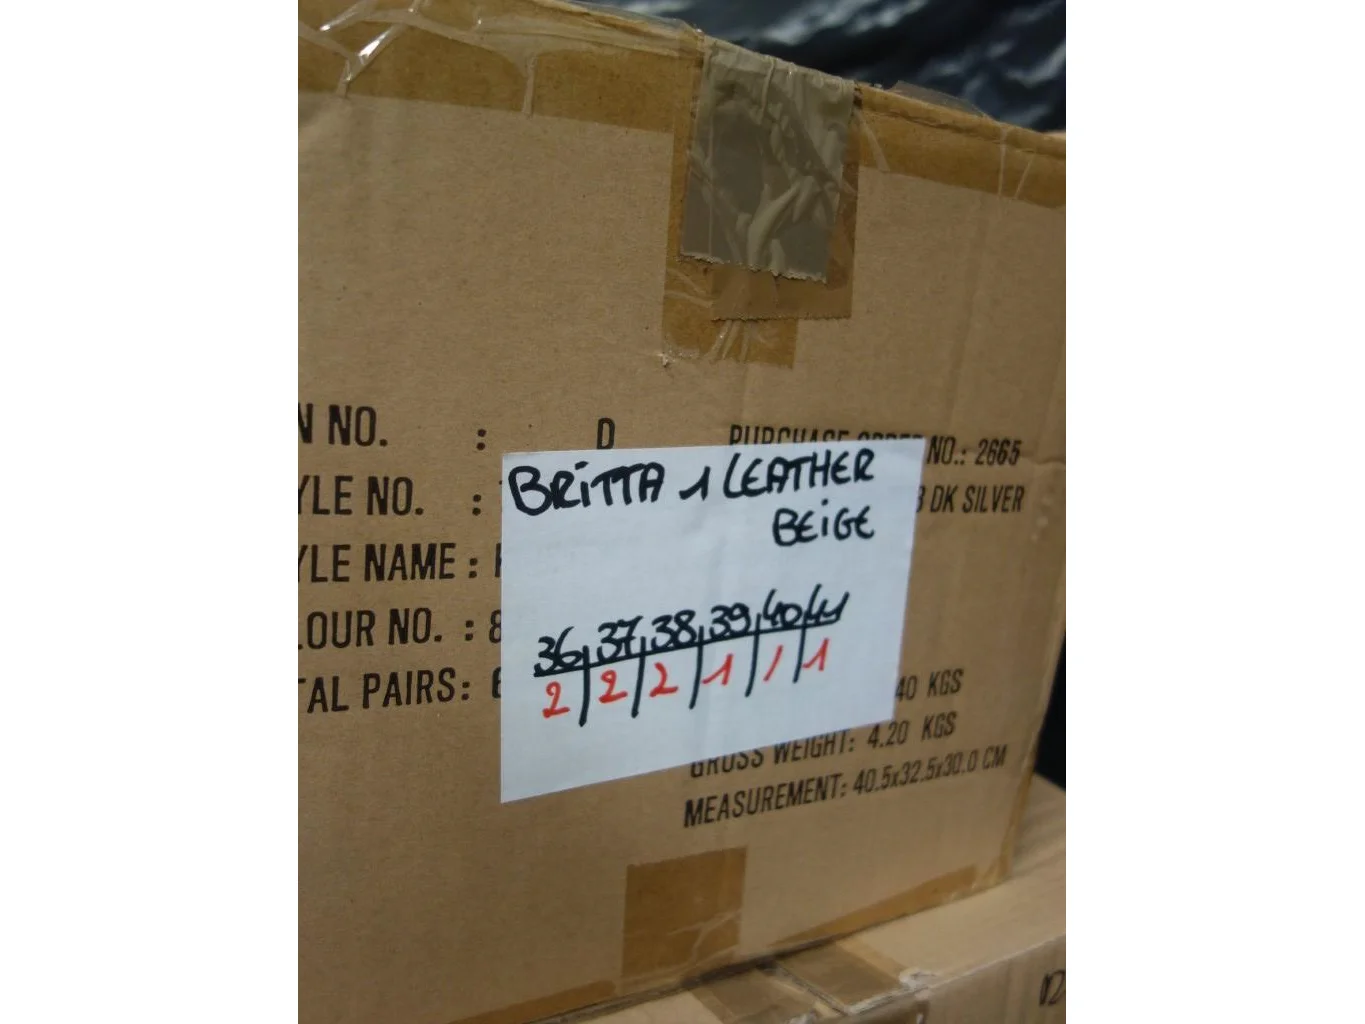 N NO. : D
PURCHASE ORDER NO.: 2665
YLE NO. :
DK SILVER
YLE NAME :
LOUR NO. : 8
TAL PAIRS: 6
BRiTTA 1 LEATHER
BEiGE
36 37 38 39 40 41
2 2 2 1 1 1
40 KGS
GROSS WEIGHT: 4.20 KGS
MEASUREMENT: 40.5x32.5x30.0 CM